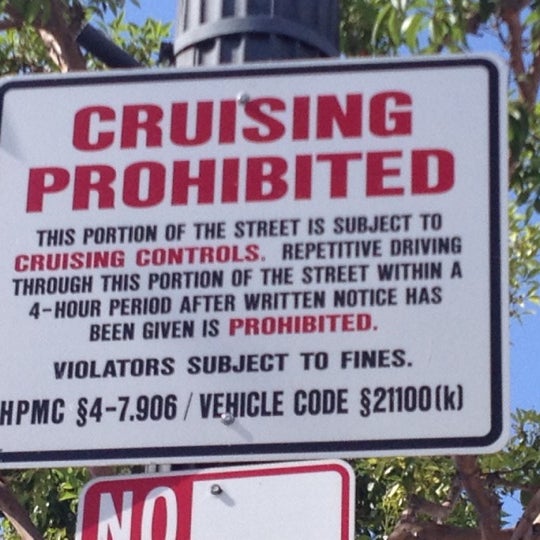 CRUISING
PROHIBITED
THIS PORTION OF THE STREET IS SUBJECT TO
CRUISING CONTROLS. REPETITIVE DRIVING
THROUGH THIS PORTION OF THE STREET WITHIN A
4-HOUR PERIOD AFTER WRITTEN NOTICE HAS
BEEN GIVEN IS PROHIBITED.
VIOLATORS SUBJECT TO FINES.
HPMC §4-7.906 / VEHICLE CODE §21100(k)
NO